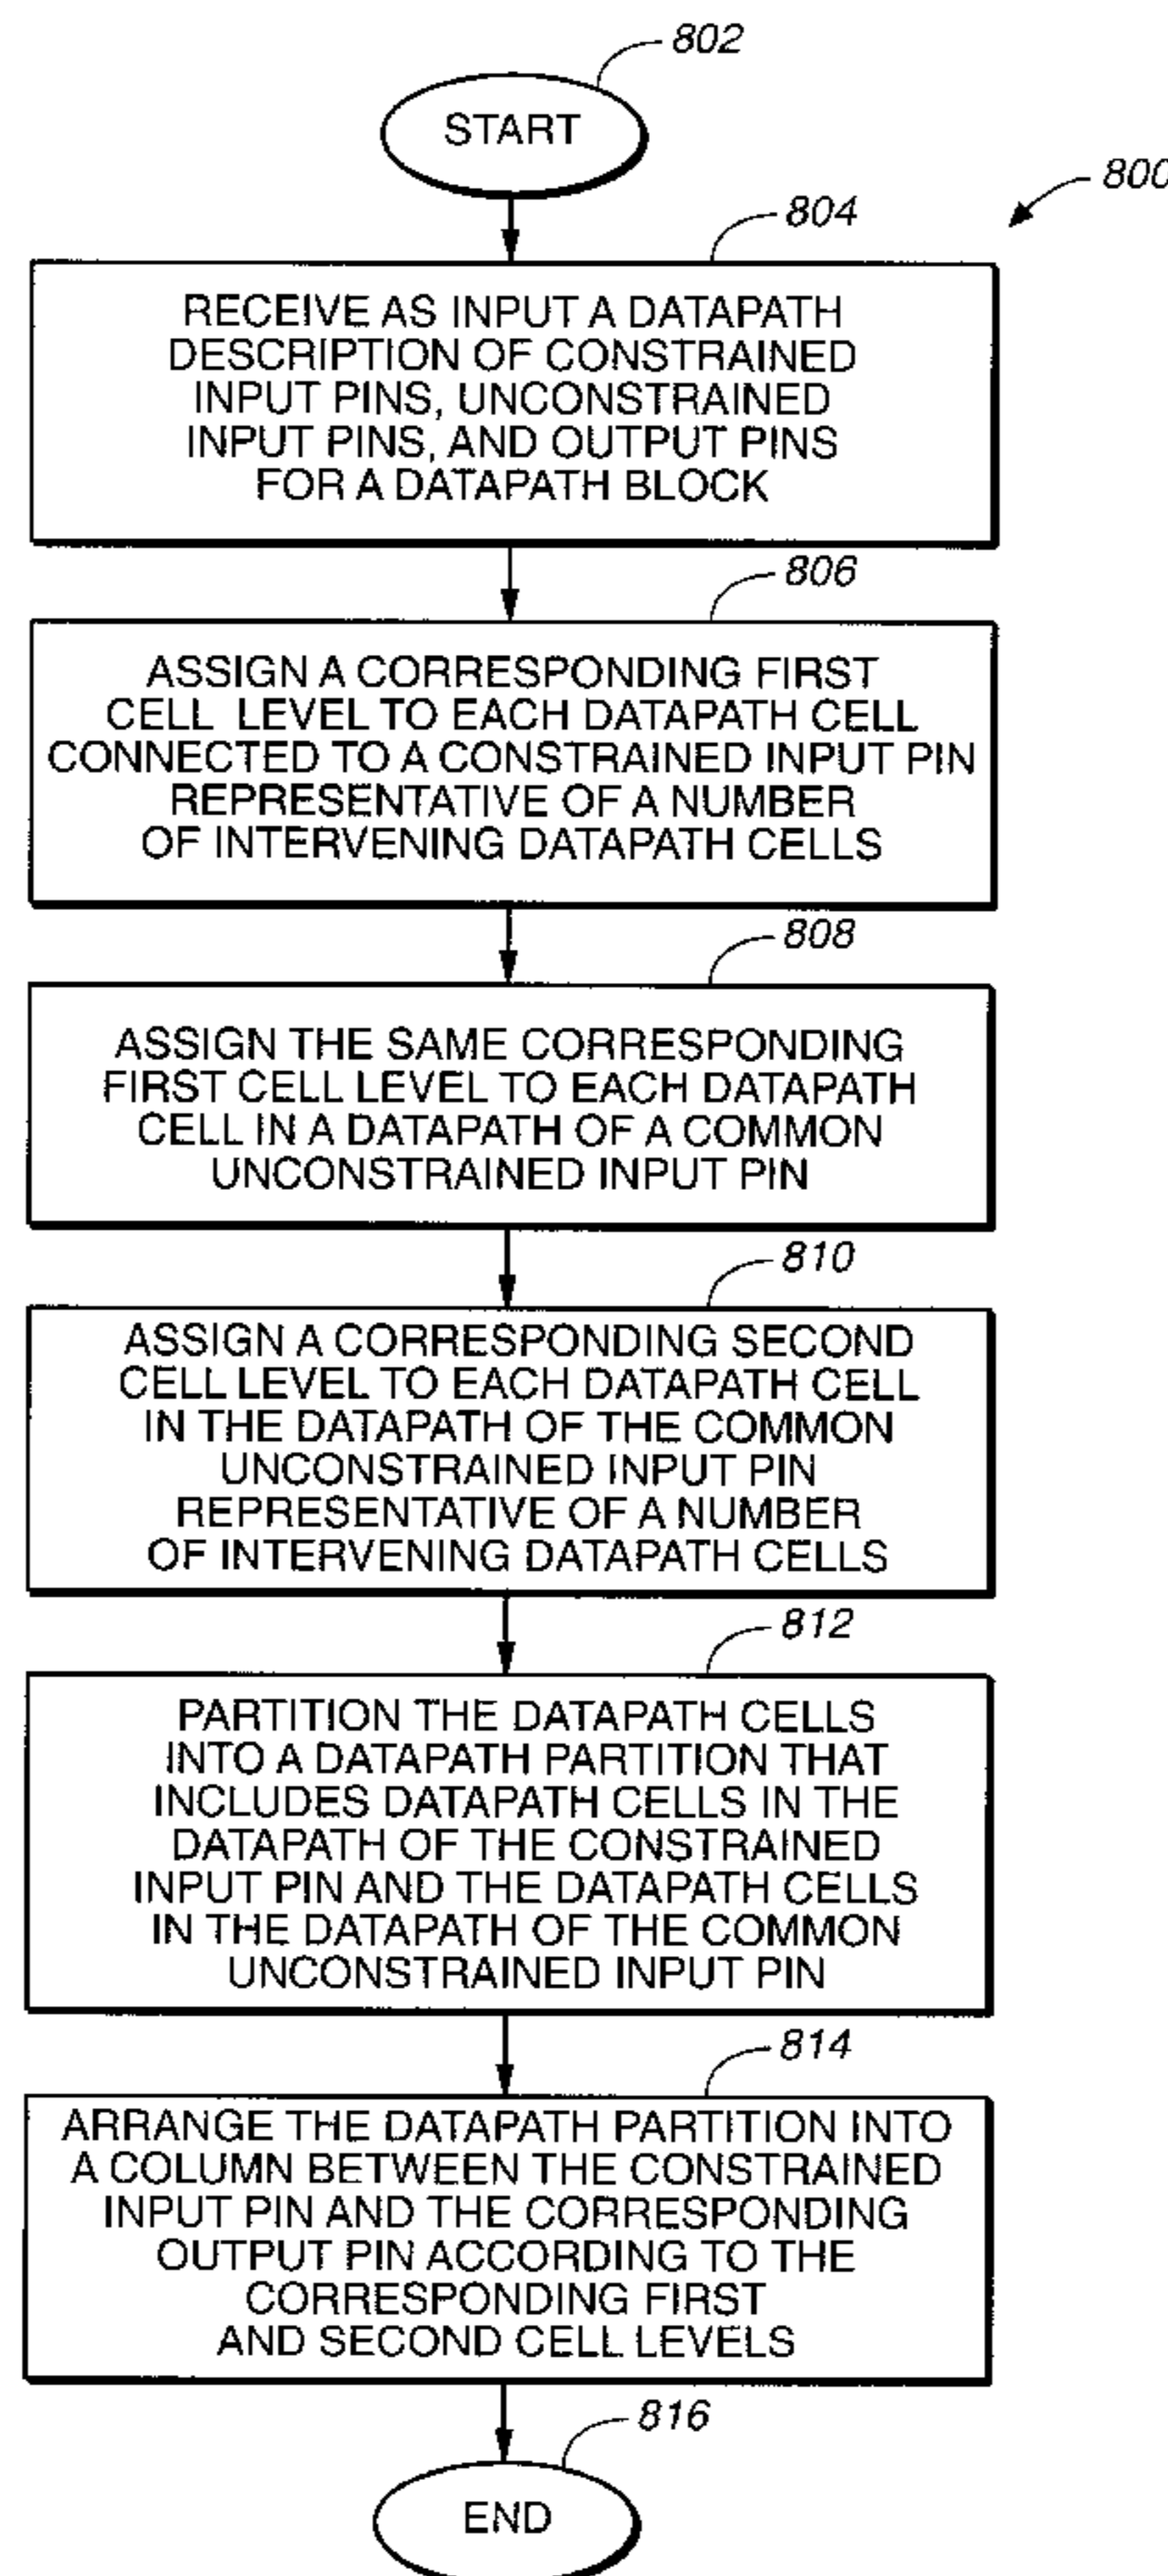 802
START
800
804
RECEIVE AS INPUT A DATAPATH
DESCRIPTION OF CONSTRAINED
INPUT PINS, UNCONSTRAINED
INPUT PINS, AND OUTPUT PINS
FOR A DATAPATH BLOCK
806
ASSIGN A CORRESPONDING FIRST
CELL LEVEL TO EACH DATAPATH CELL
CONNECTED TO A CONSTRAINED INPUT PIN
REPRESENTATIVE OF A NUMBER
OF INTERVENING DATAPATH CELLS
808
ASSIGN THE SAME CORRESPONDING
FIRST CELL LEVEL TO EACH DATAPATH
CELL IN A DATAPATH OF A COMMON
UNCONSTRAINED INPUT PIN
810
ASSIGN A CORRESPONDING SECOND
CELL LEVEL TO EACH DATAPATH CELL
IN THE DATAPATH OF THE COMMON
UNCONSTRAINED INPUT PIN
REPRESENTATIVE OF A NUMBER
OF INTERVENING DATAPATH CELLS
812
PARTITION THE DATAPATH CELLS
INTO A DATAPATH PARTITION THAT
INCLUDES DATAPATH CELLS IN THE
DATAPATH OF THE CONSTRAINED
INPUT PIN AND THE DATAPATH CELLS
IN THE DATAPATH OF THE COMMON
UNCONSTRAINED INPUT PIN
814
ARRANGE THE DATAPATH PARTITION INTO
A COLUMN BETWEEN THE CONSTRAINED
INPUT PIN AND THE CORRESPONDING
OUTPUT PIN ACCORDING TO THE
CORRESPONDING FIRST
AND SECOND CELL LEVELS
816
END